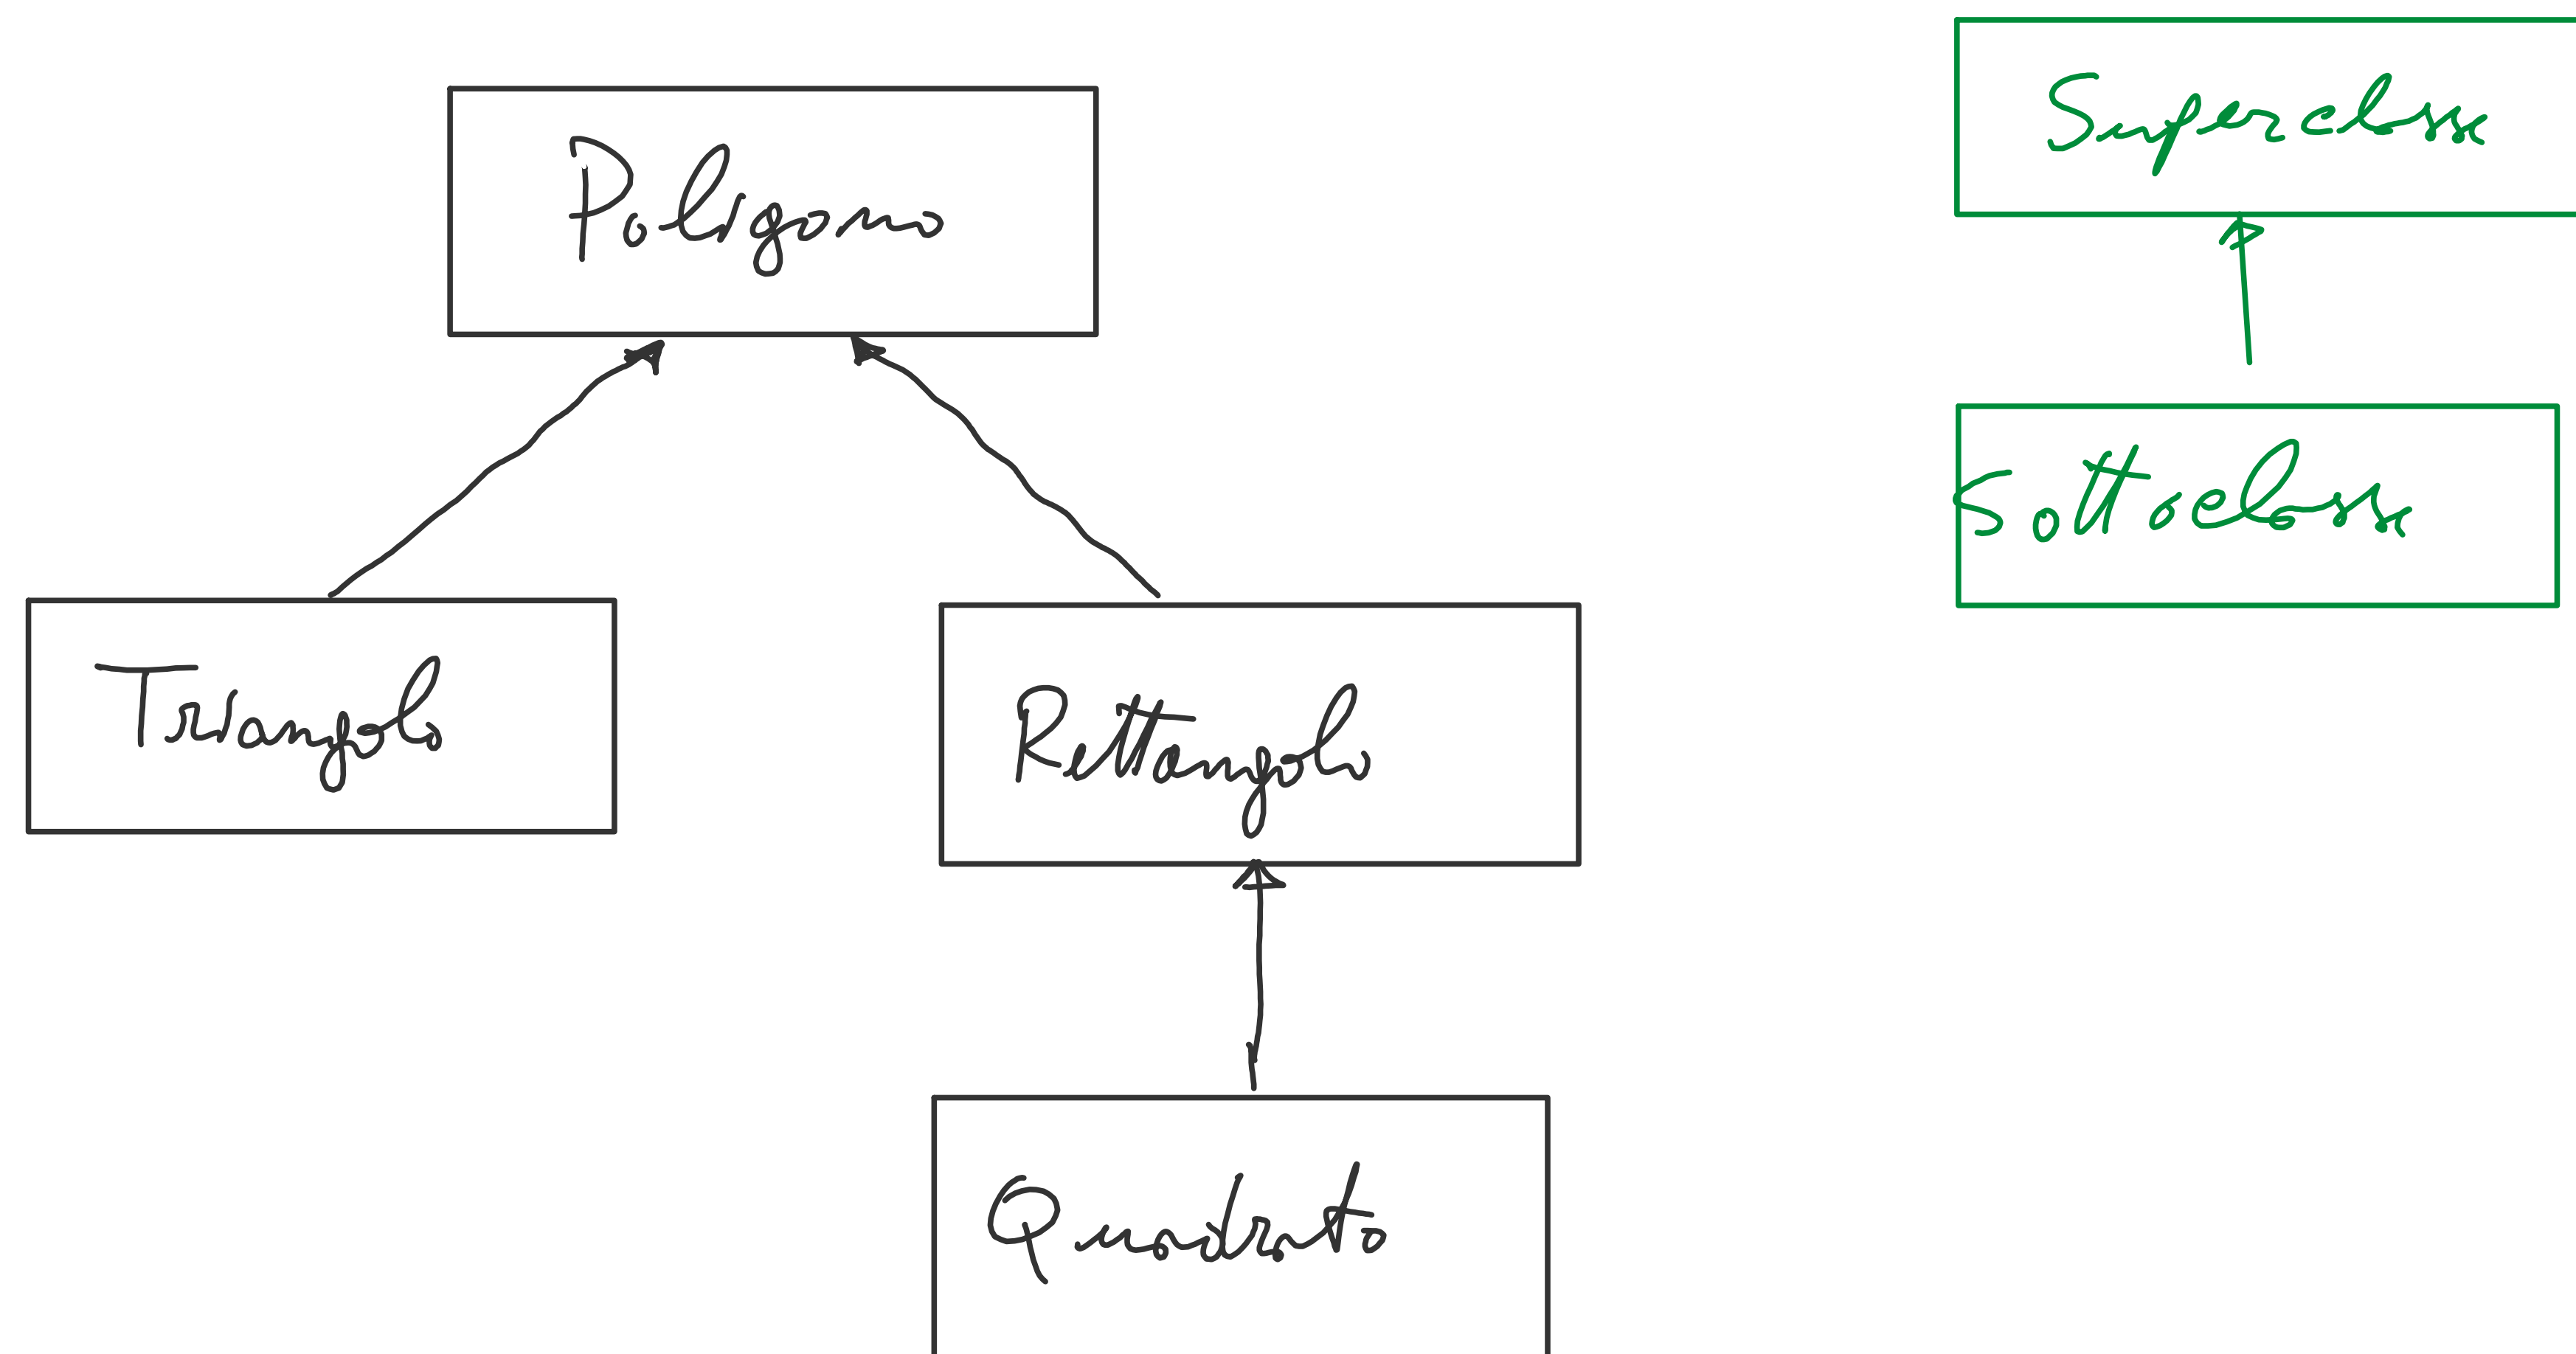 Poligono
Superclasse
Sottoclasse
Triangolo
Rettangolo
Quadrato